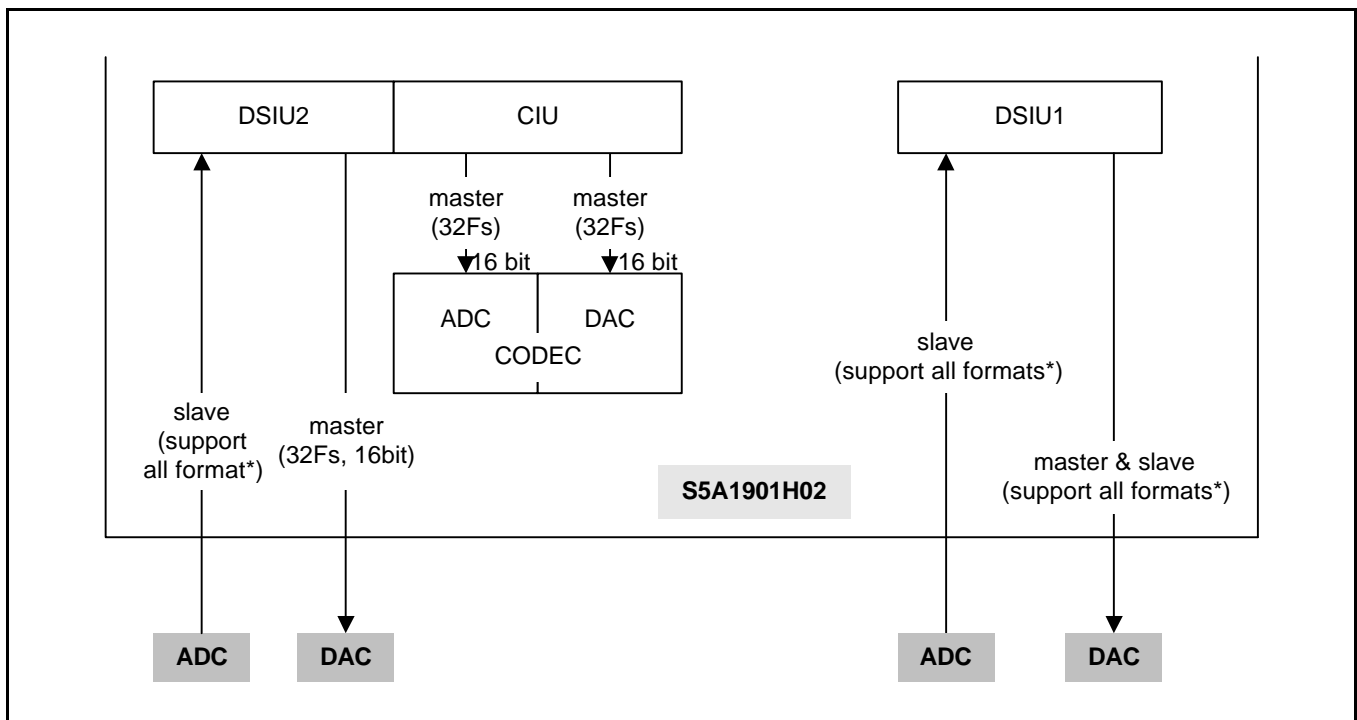 DSIU2
CIU
DSIU1
master
(32Fs)
master
(32Fs)
16 bit
16 bit
ADC
DAC
CODEC
slave
(support all formats*)
slave
(support
all format*)
master
(32Fs, 16bit)
master & slave
(support all formats*)
S5A1901H02
ADC
DAC
ADC
DAC